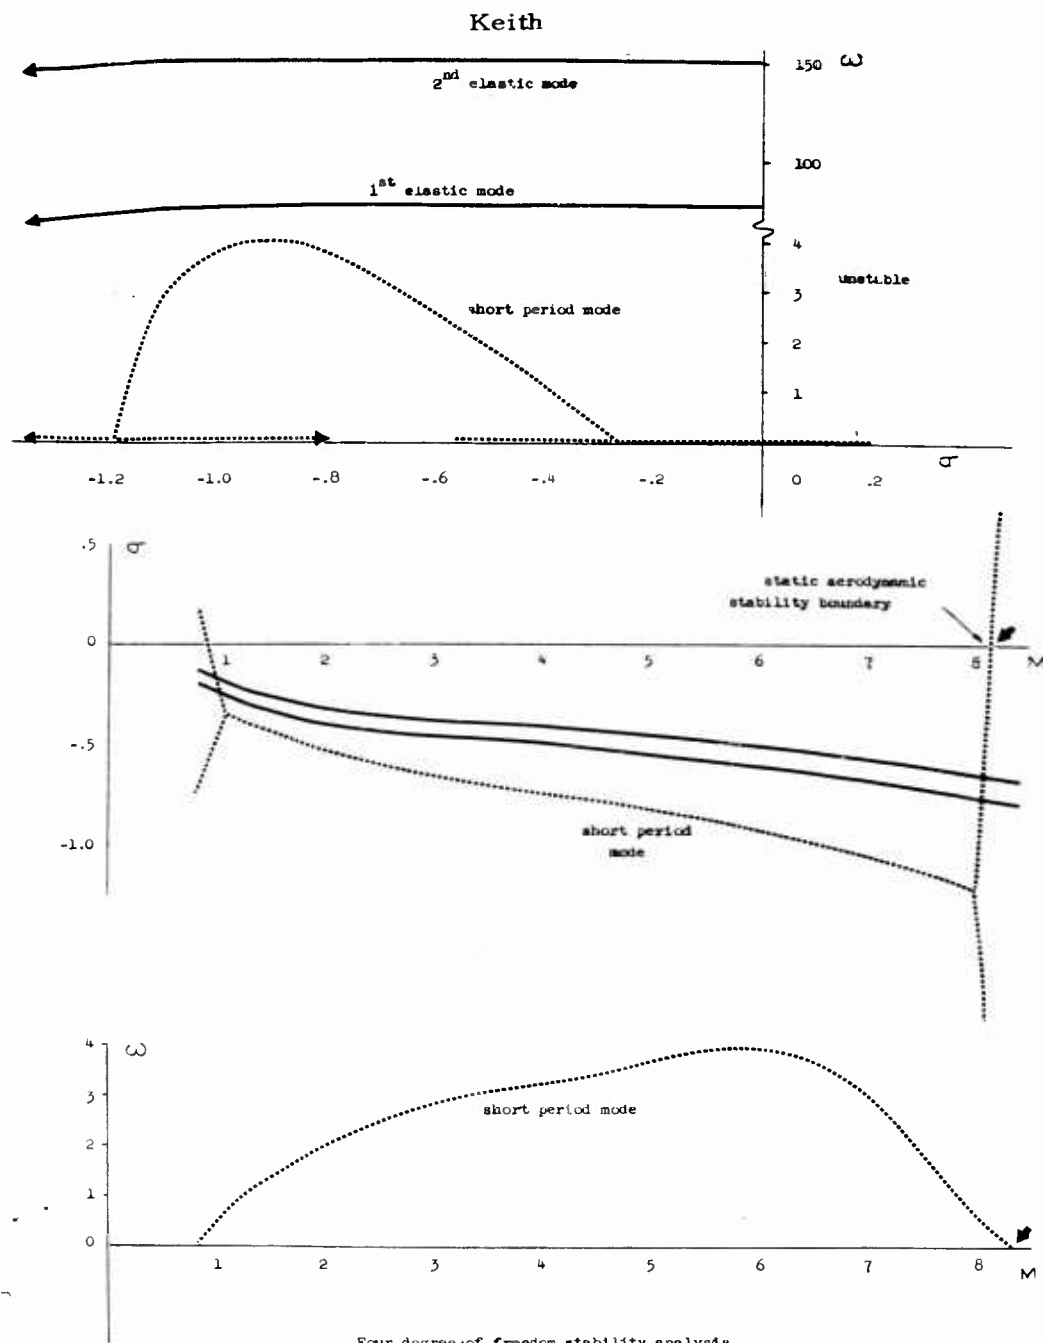 Keith
150 ω
2nd elastic mode
100
1st elastic mode
4
unstable
3
short period mode
2
1
σ
-1.2 -1.0 -.8 -.6 -.4 -.2 0 .2
.5 σ
static aerodynamic
stability boundary
0
1 2 3 4 5 6 7 8 M
-.5
short period
mode
-1.0
4 ω
3
short period mode
2
1
0
1 2 3 4 5 6 7 8 M
Four degree of freedom stability analysis